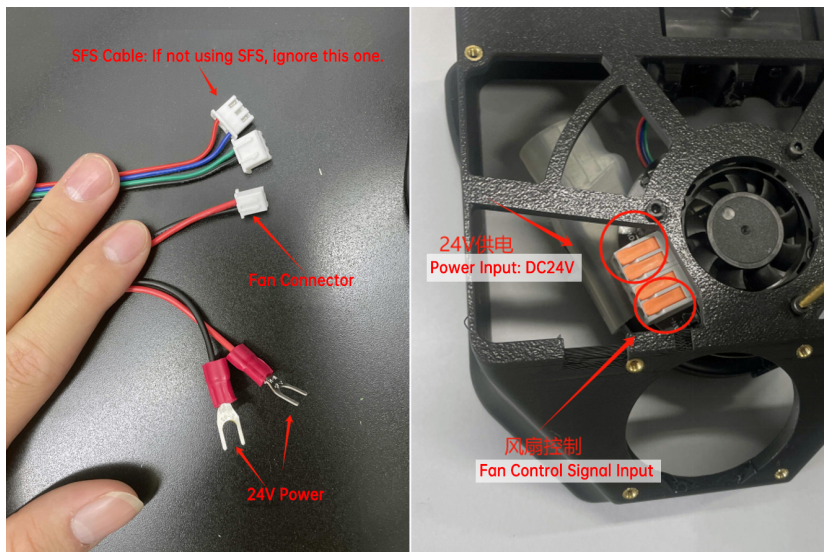 SFS Cable: If not using SFS, ignore this one.
Fan Connector
24V Power
24V供电
Power Input: DC24V
风扇控制
Fan Control Signal Input